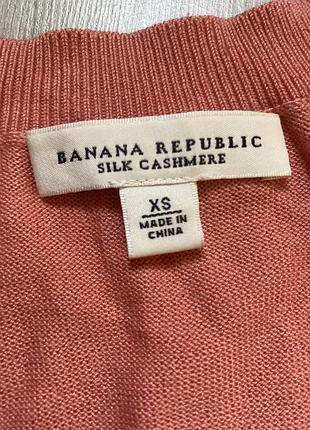 BANANA REPUBLIC
SILK CASHMERE
XS
MADE IN
CHINA